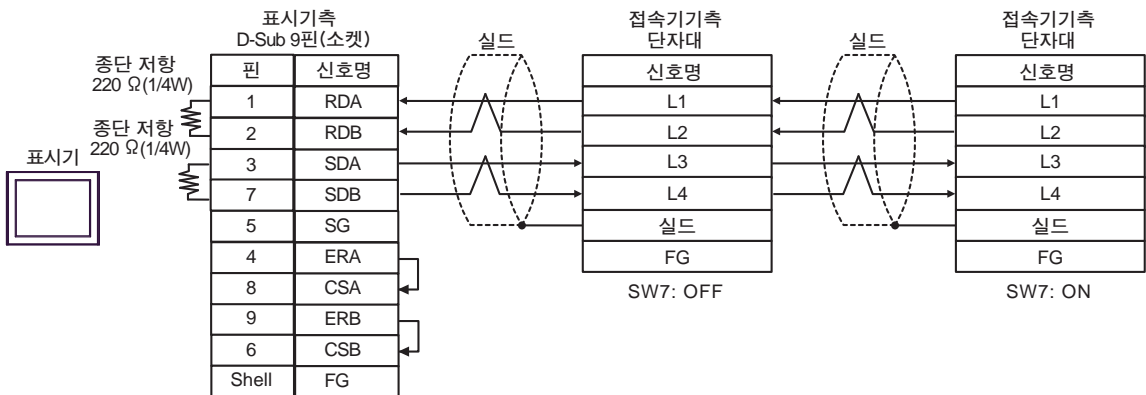 표시기측
D-Sub 9핀(소켓)
종단 저항
220 Ω(1/4W)
종단 저항
220 Ω(1/4W)
표시기
핀 신호명
1 RDA
2 RDB
3 SDA
7 SDB
5 SG
4 ERA
8 CSA
9 ERB
6 CSB
Shell FG
실드
접속기기측
단자대
신호명
L1
L2
L3
L4
실드
FG
SW7: OFF
실드
접속기기측
단자대
신호명
L1
L2
L3
L4
실드
FG
SW7: ON